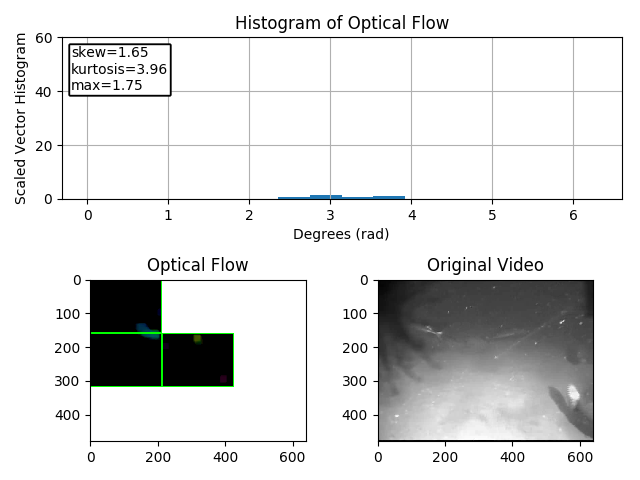 Histogram of Optical Flow
Scaled Vector Histogram
60
40
20
0
skew=1.65
kurtosis=3.96
max=1.75
0 1 2 3 4 5 6
Degrees (rad)
Optical Flow
0
100
200
300
400
0 200 400 600
Original Video
0
100
200
300
400
0 200 400 600